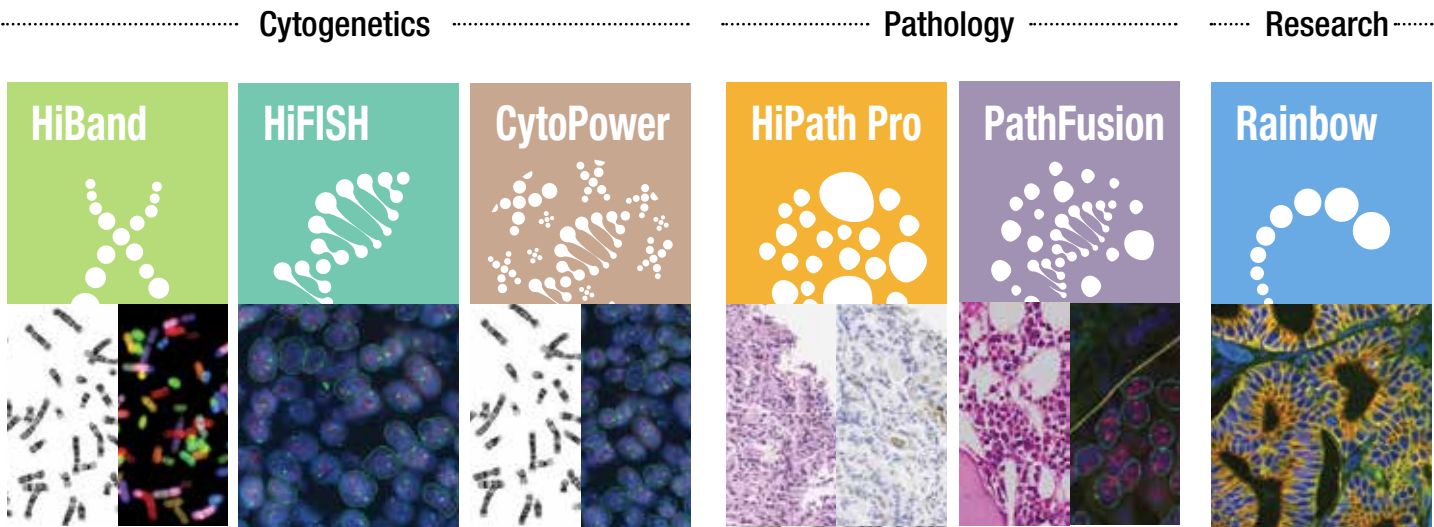 Cytogenetics
Pathology
Research
HiBand
HiFISH
CytoPower
HiPath Pro
PathFusion
Rainbow